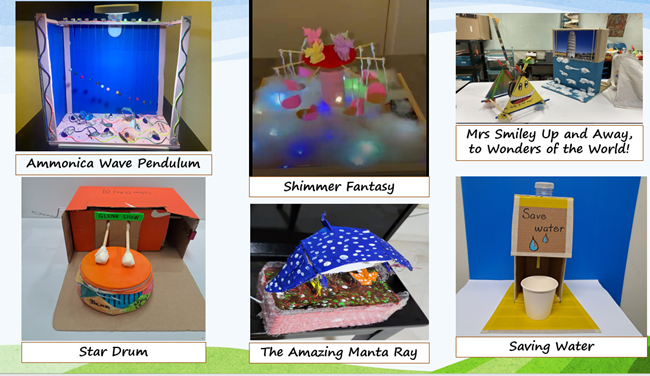 Ammonica Wave Pendulum
Shimmer Fantasy
Mrs Smiley Up and Away,
to Wonders of the World!
Save
water
Star Drum
The Amazing Manta Ray
Saving Water